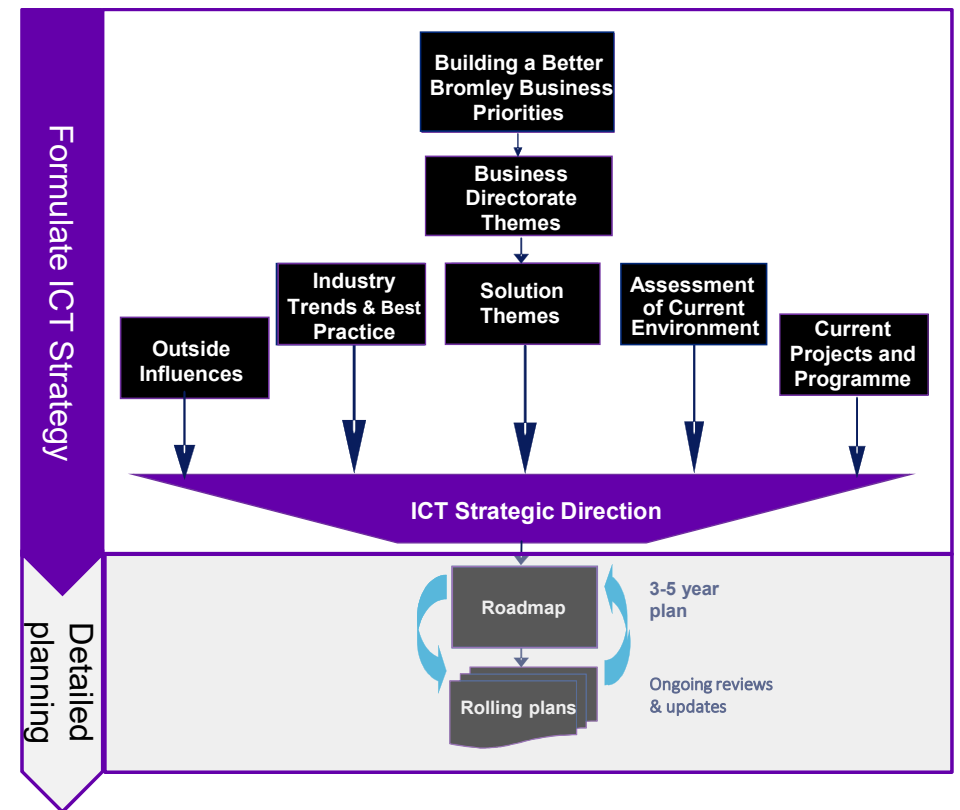 Formulate ICT Strategy
Building a Better
Bromley Business
Priorities
Business
Directorate
Themes
Outside
Influences
Industry
Trends & Best
Practice
Solution
Themes
Assessment
of Current
Environment
Current
Projects and
Programme
ICT Strategic Direction
Detailed
planning
Roadmap
3-5 year
plan
Rolling plans
Ongoing reviews
& updates